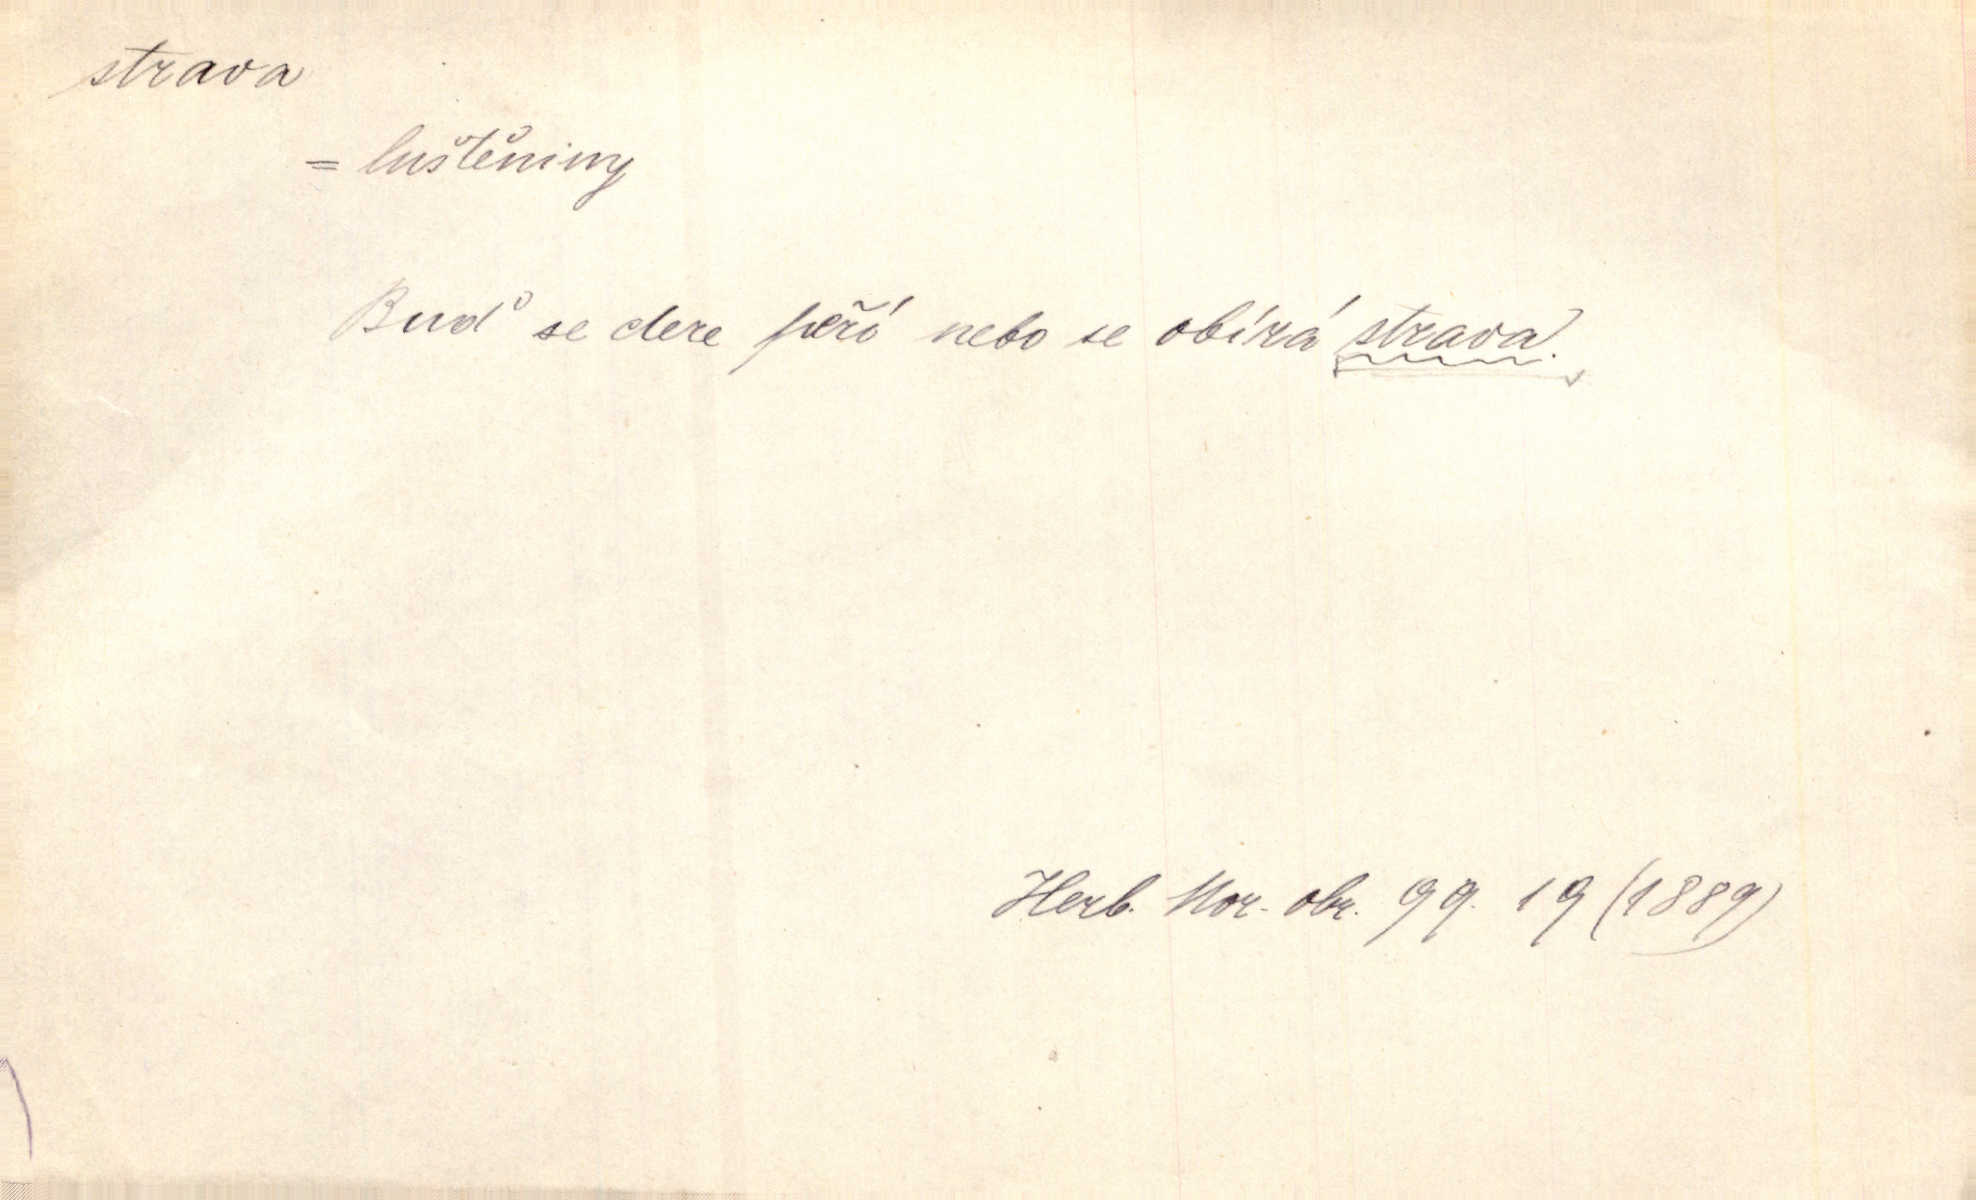 strava
= luštěniny
Buď se dere peří nebo se obírá strava.
Herb. Mor. obr. 99. 19 (1889)